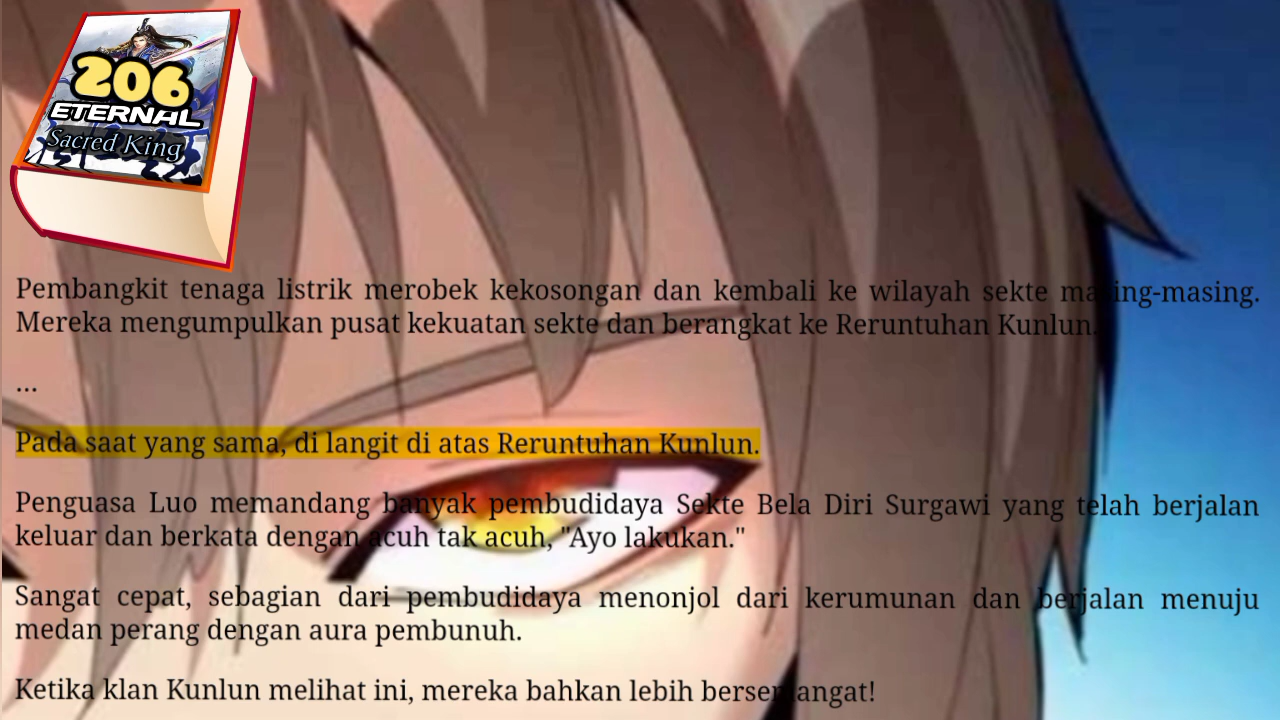 206
ETERNAL
Sacred King
Pembangkit tenaga listrik merobek kekosongan dan kembali ke wilayah sekte masing-masing.
Mereka mengumpulkan pusat kekuatan sekte dan berangkat ke Reruntuhan Kunlun.
...
Pada saat yang sama, di langit di atas Reruntuhan Kunlun.
Penguasa Luo memandang banyak pembudidaya Sekte Bela Diri Surgawi yang telah berjalan
keluar dan berkata dengan acuh tak acuh, "Ayo lakukan."
Sangat cepat, sebagian dari pembudidaya menonjol dari kerumunan dan berjalan menuju
medan perang dengan aura pembunuh.
Ketika klan Kunlun melihat ini, mereka bahkan lebih bersemangat!